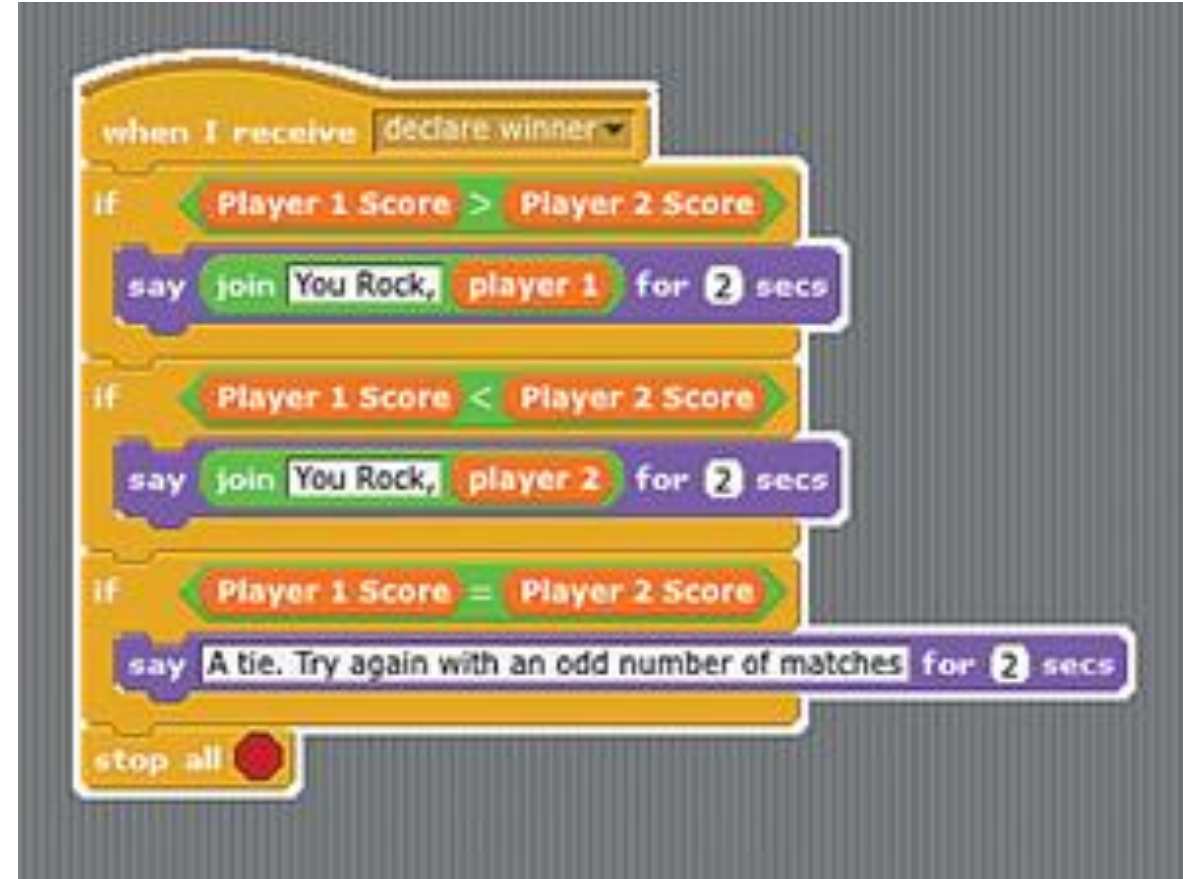 when I receive declare winner
if Player 1 Score > Player 2 Score
say join You Rock, player 1 for 2 secs
if Player 1 Score < Player 2 Score
say join You Rock, player 2 for 2 secs
if Player 1 Score = Player 2 Score
say A tie. Try again with an odd number of matches for 2 secs
stop all